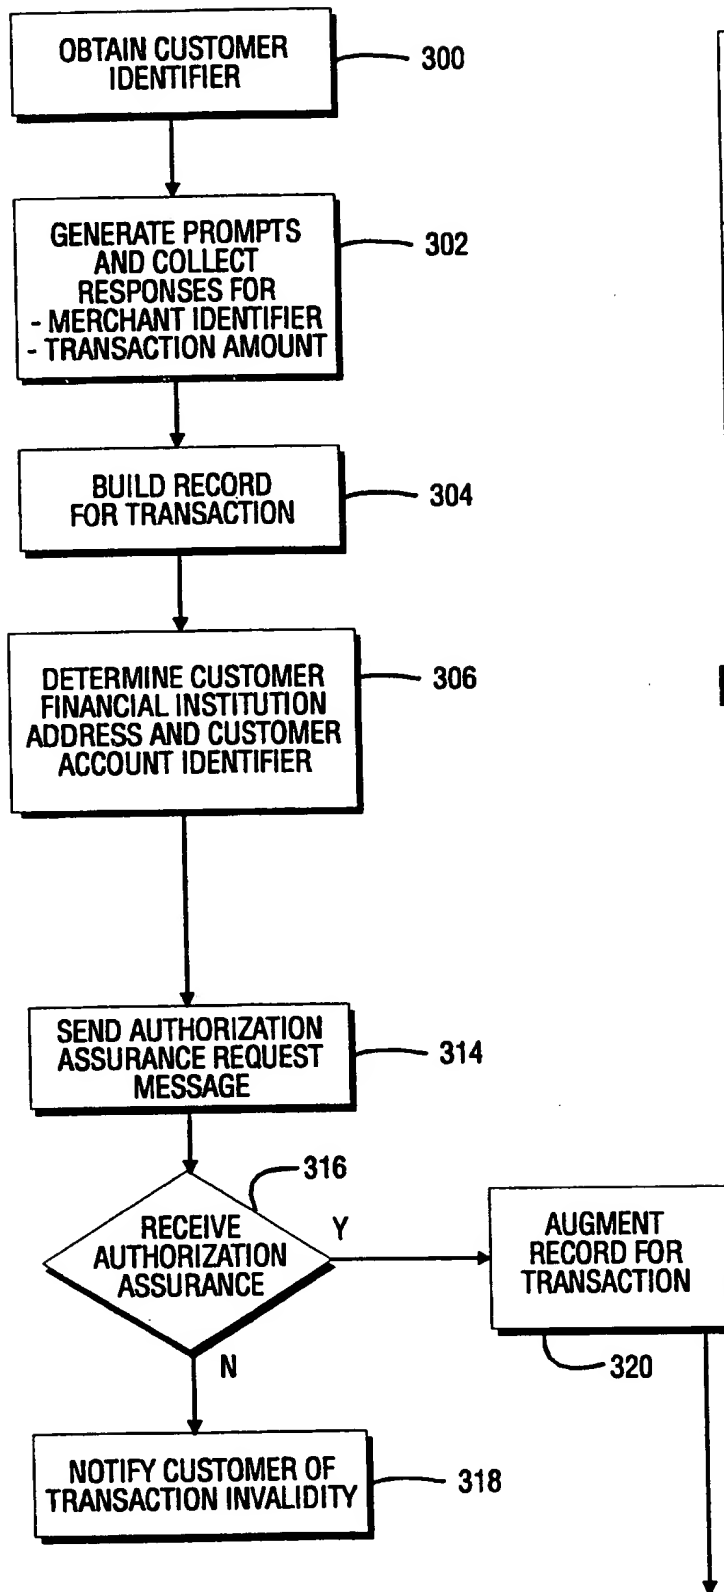 OBTAIN CUSTOMER
IDENTIFIER
300
GENERATE PROMPTS
AND COLLECT
RESPONSES FOR
- MERCHANT IDENTIFIER
- TRANSACTION AMOUNT
302
BUILD RECORD
FOR TRANSACTION
304
DETERMINE CUSTOMER
FINANCIAL INSTITUTION
ADDRESS AND CUSTOMER
ACCOUNT IDENTIFIER
306
SEND AUTHORIZATION
ASSURANCE REQUEST
MESSAGE
314
316
RECEIVE
AUTHORIZATION
ASSURANCE
Y
N
AUGMENT
RECORD FOR
TRANSACTION
320
NOTIFY CUSTOMER OF
TRANSACTION INVALIDITY
318